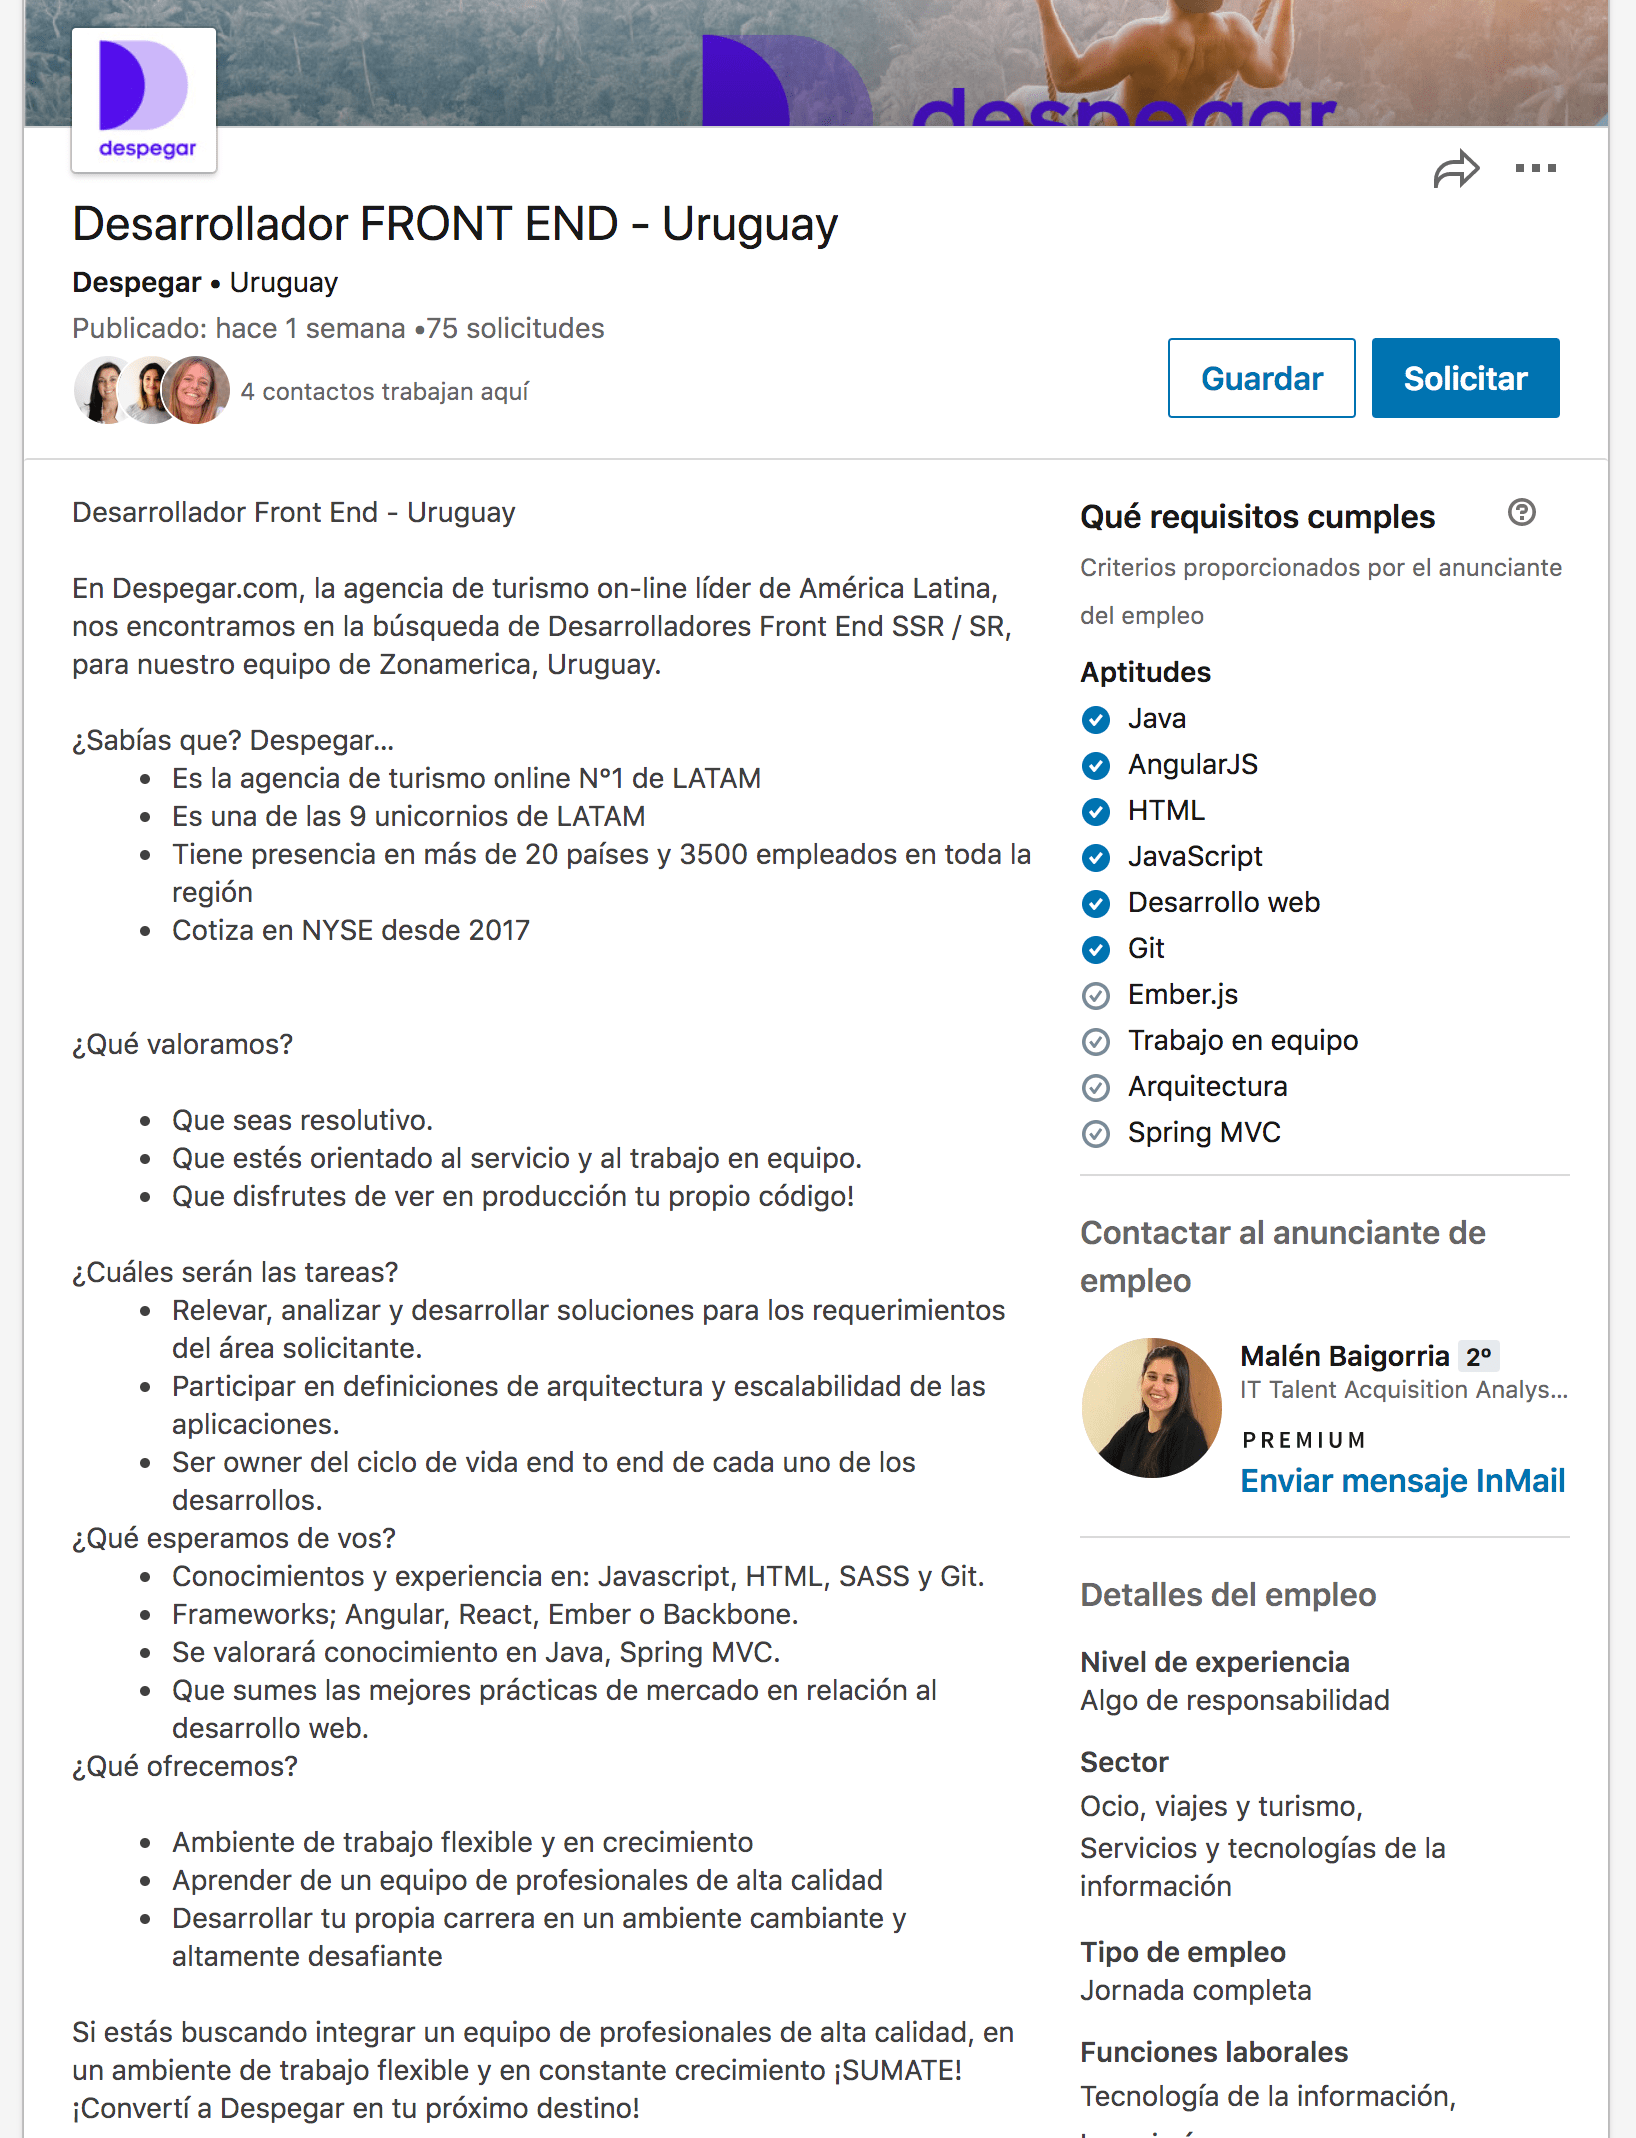 despegar
despegar
Desarrollador FRONT END - Uruguay
Despegar • Uruguay
Publicado: hace 1 semana •75 solicitudes
4 contactos trabajan aquí
Guardar
Solicitar
Desarrollador Front End - Uruguay
En Despegar.com, la agencia de turismo on-line líder de América Latina,
nos encontramos en la búsqueda de Desarrolladores Front End SSR / SR,
para nuestro equipo de Zonamerica, Uruguay.
¿Sabías que? Despegar...
• Es la agencia de turismo online N°1 de LATAM
• Es una de las 9 unicornios de LATAM
• Tiene presencia en más de 20 países y 3500 empleados en toda la
región
• Cotiza en NYSE desde 2017
¿Qué valoramos?
• Que seas resolutivo.
• Que estés orientado al servicio y al trabajo en equipo.
• Que disfrutes de ver en producción tu propio código!
¿Cuáles serán las tareas?
• Relevar, analizar y desarrollar soluciones para los requerimientos
del área solicitante.
• Participar en definiciones de arquitectura y escalabilidad de las
aplicaciones.
• Ser owner del ciclo de vida end to end de cada uno de los
desarrollos.
¿Qué esperamos de vos?
• Conocimientos y experiencia en: Javascript, HTML, SASS y Git.
• Frameworks; Angular, React, Ember o Backbone.
• Se valorará conocimiento en Java, Spring MVC.
• Que sumes las mejores prácticas de mercado en relación al
desarrollo web.
¿Qué ofrecemos?
• Ambiente de trabajo flexible y en crecimiento
• Aprender de un equipo de profesionales de alta calidad
• Desarrollar tu propia carrera en un ambiente cambiante y
altamente desafiante
Si estás buscando integrar un equipo de profesionales de alta calidad, en
un ambiente de trabajo flexible y en constante crecimiento ¡SUMATE!
¡Convertí a Despegar en tu próximo destino!
Qué requisitos cumples
Criterios proporcionados por el anunciante
del empleo
Aptitudes
Java
AngularJS
HTML
JavaScript
Desarrollo web
Git
Ember.js
Trabajo en equipo
Arquitectura
Spring MVC
Contactar al anunciante de
empleo
Malén Baigorria 2º
IT Talent Acquisition Analys...
PREMIUM
Enviar mensaje InMail
Detalles del empleo
Nivel de experiencia
Algo de responsabilidad
Sector
Ocio, viajes y turismo,
Servicios y tecnologías de la
información
Tipo de empleo
Jornada completa
Funciones laborales
Tecnología de la información,